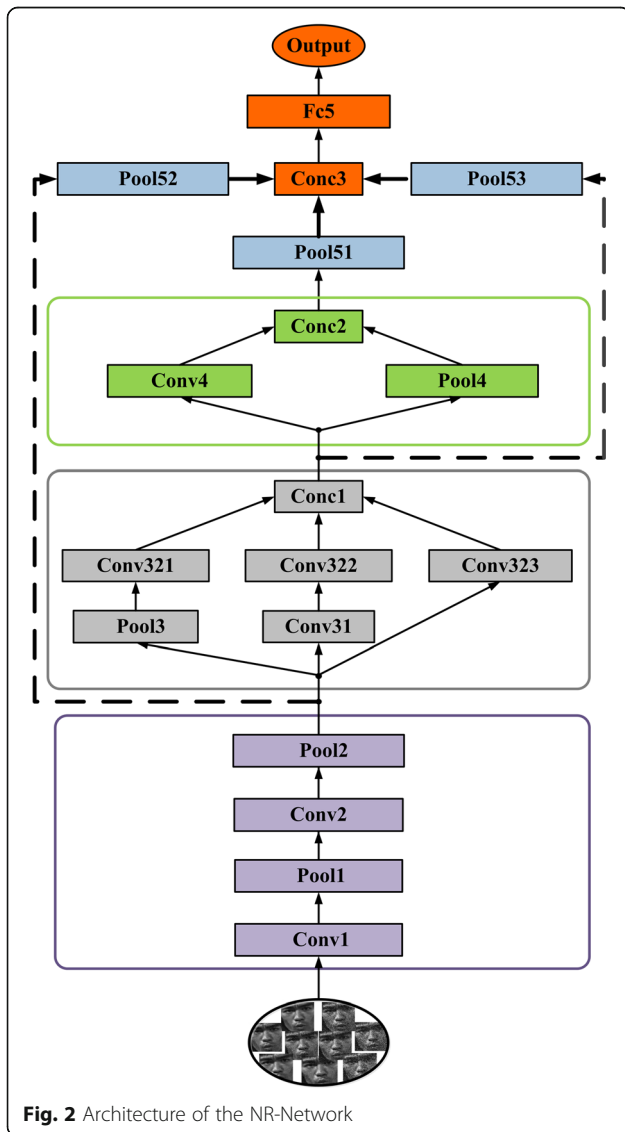 Output
Fc5
Pool52 Conc3 Pool53
Pool51
Conc2
Conv4 Pool4
Conc1
Conv321 Conv322 Conv323
Pool3 Conv31
Pool2
Conv2
Pool1
Conv1
Fig. 2 Architecture of the NR-Network